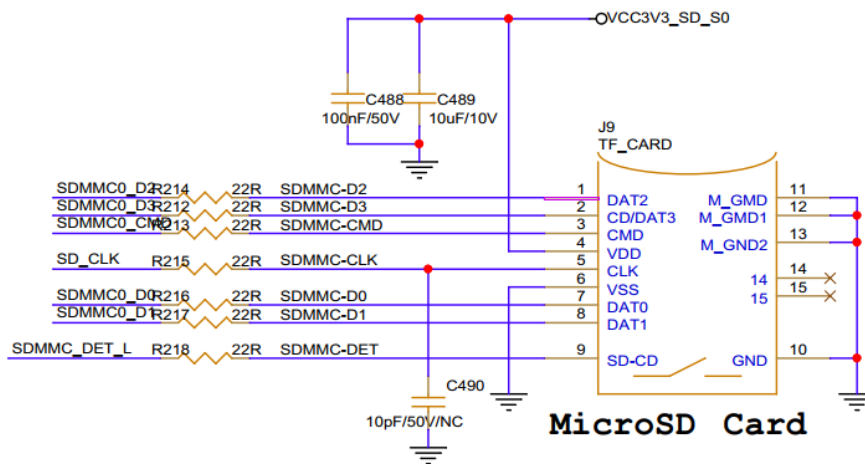 VCC3V3_SD_S0
C488
100nF/50V
C489
10uF/10V
J9
TF_CARD
SDMMC0_D2 R214 22R SDMMC-D2 1 DAT2 M_GMD 11
SDMMC0_D3 R212 22R SDMMC-D3 2 CD/DAT3 M_GMD1 12
SDMMC0_CMD R213 22R SDMMC-CMD 3 CMD
4 VDD M_GND2 13
SD_CLK R215 22R SDMMC-CLK 5 CLK
6 VSS 14 14
SDMMC0_D0 R216 22R SDMMC-D0 7 DAT0 15 15
SDMMC0_D1 R217 22R SDMMC-D1 8 DAT1
SDMMC_DET_L R218 22R SDMMC-DET 9 SD-CD GND 10
C490
10pF/50V/NC
MicroSD Card